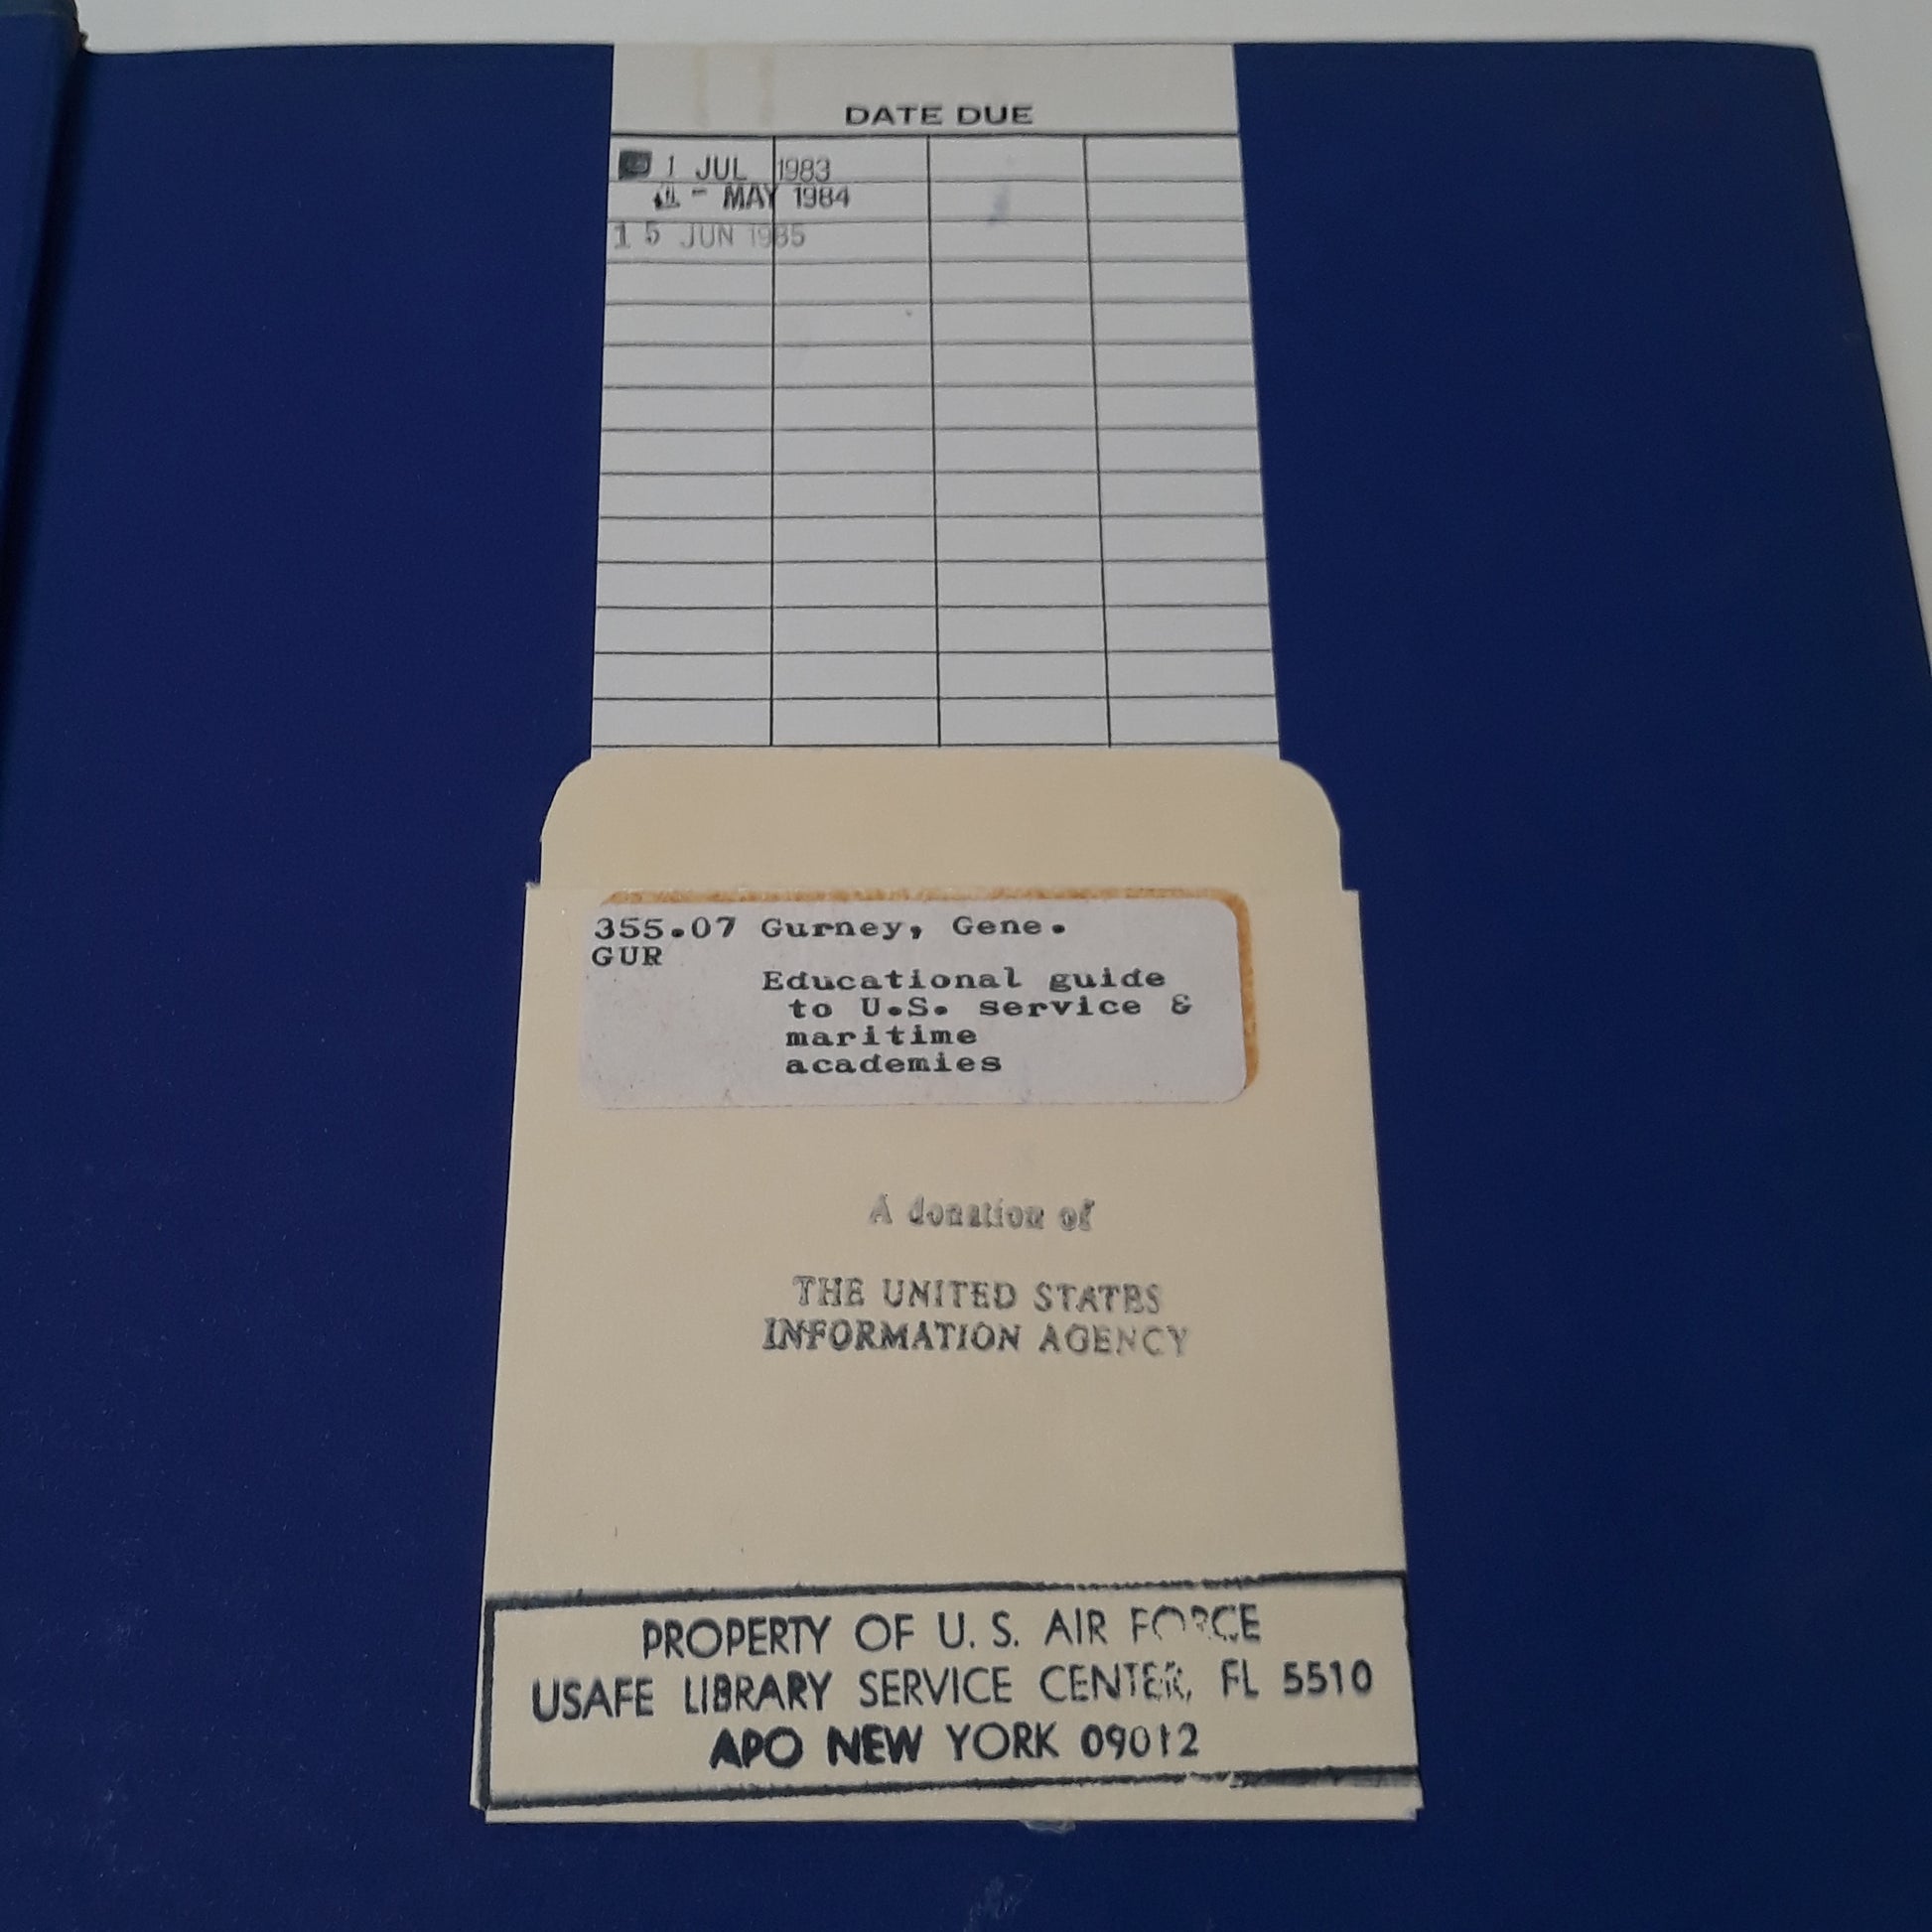 DATE DUE
1 JUL 1983
- MAY 1984
15 JUN 1985
355.07 Gurney, Gene.
GUR
Educational guide
to U.S. service &
maritime
academies
A donation of
THE UNITED STATES
INFORMATION AGENCY
PROPERTY OF U. S. AIR FORCE
USAFE LIBRARY SERVICE CENTER, FL 5510
APO NEW YORK 09012